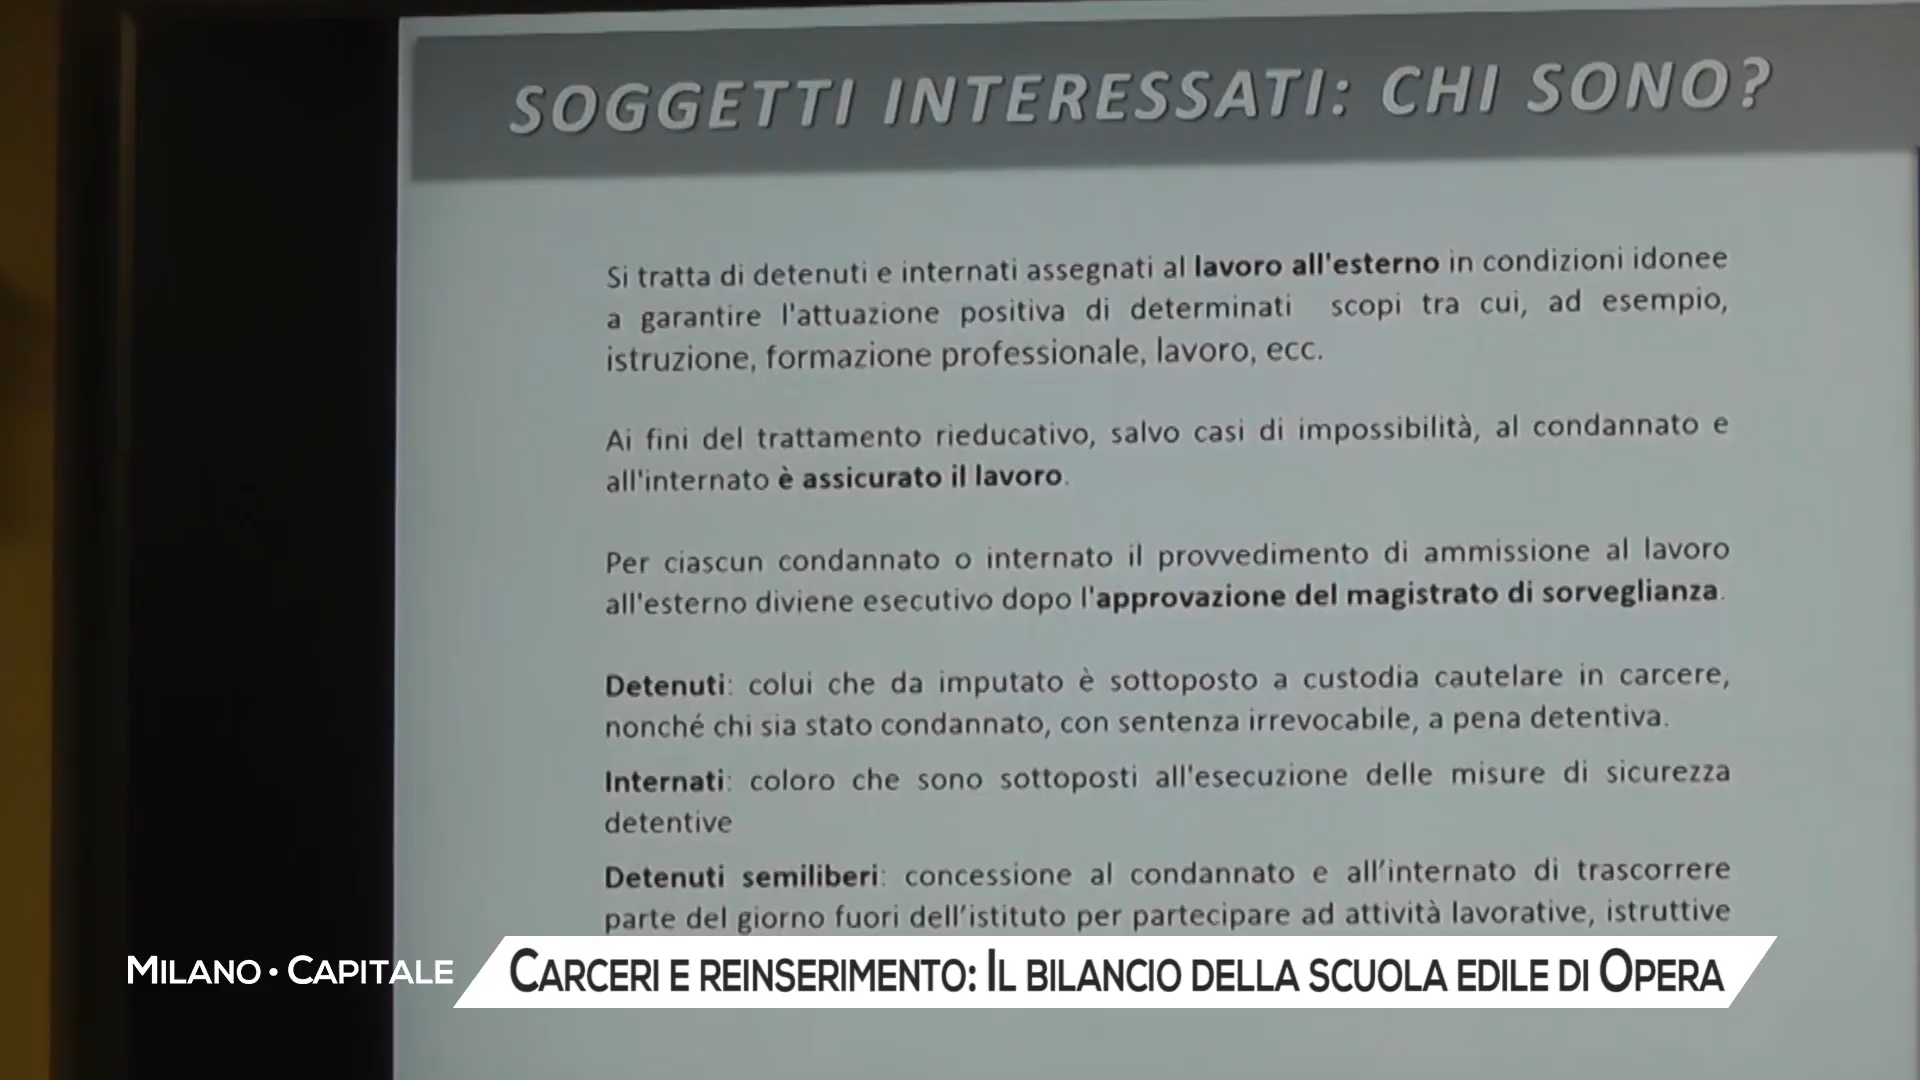 SOGGETTI INTERESSATI: CHI SONO?
Si tratta di detenuti e internati assegnati al lavoro all'esterno in condizioni idonee
a garantire l'attuazione positiva di determinati scopi tra cui, ad esempio,
istruzione, formazione professionale, lavoro, ecc.
Ai fini del trattamento rieducativo, salvo casi di impossibilità, al condannato e
all'internato è assicurato il lavoro.
Per ciascun condannato o internato il provvedimento di ammissione al lavoro
all'esterno diviene esecutivo dopo l'approvazione del magistrato di sorveglianza.
Detenuti: colui che da imputato è sottoposto a custodia cautelare in carcere,
nonché chi sia stato condannato, con sentenza irrevocabile, a pena detentiva.
Internati: coloro che sono sottoposti all'esecuzione delle misure di sicurezza
detentive
Detenuti semiliberi: concessione al condannato e all’internato di trascorrere
parte del giorno fuori dell’istituto per partecipare ad attività lavorative, istruttive
MILANO • CAPITALE
CARCERI E REINSERIMENTO: IL BILANCIO DELLA SCUOLA EDILE DI OPERA